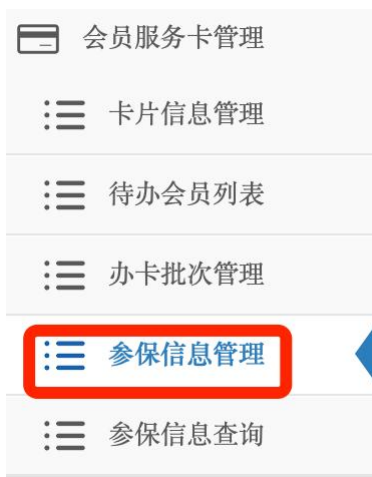 会员服务卡管理
卡片信息管理
待办会员列表
办卡批次管理
参保信息管理
参保信息查询